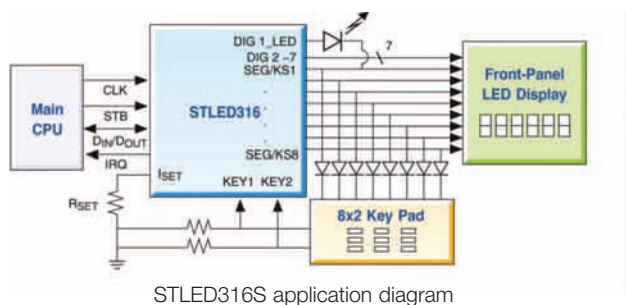 DIG 1_LED
7
DIG 2 -7
SEG/KS1
Front-Panel
LED Display
Main
CPU
CLK
STB
DIN/DOUT
IRQ
STLED316
SEG/KS8
ISET
KEY1 KEY2
RSET
8x2 Key Pad
STLED316S application diagram